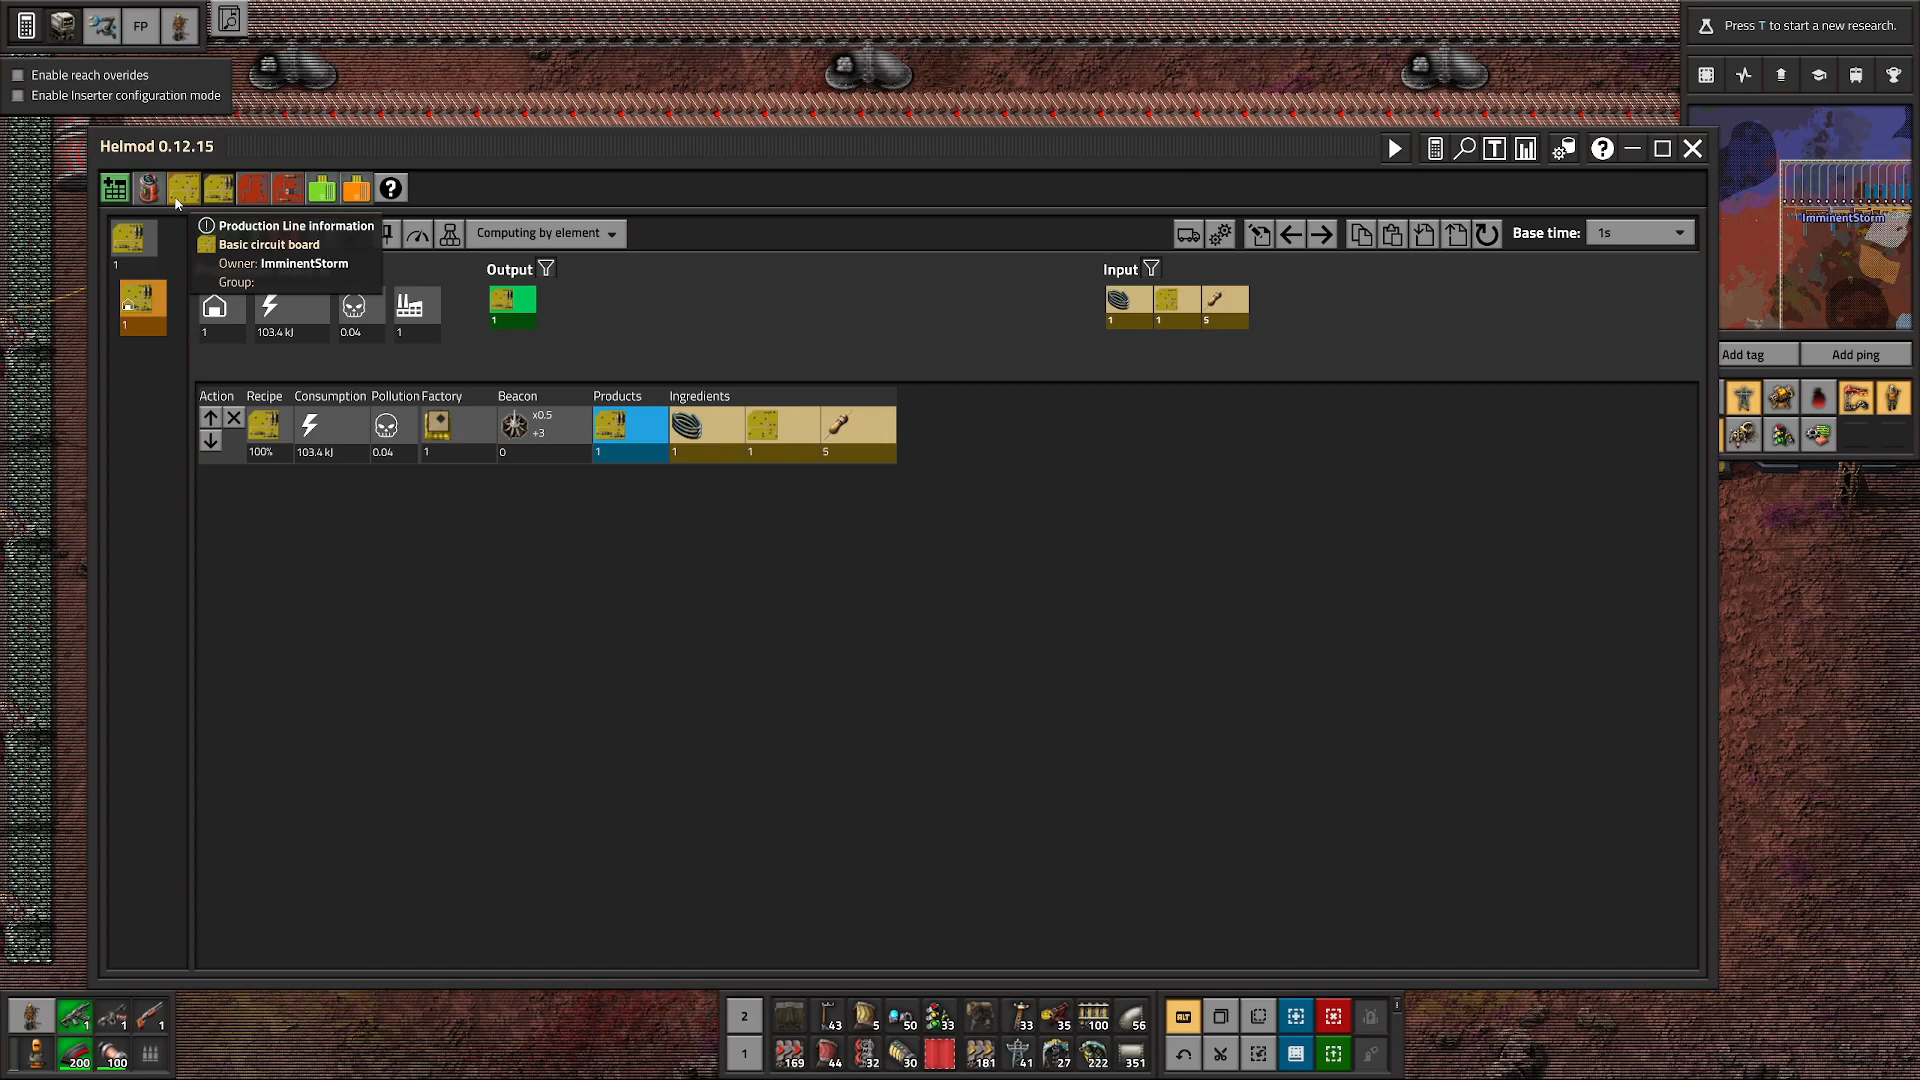 FP
Press T to start a new research.
Enable reach overides
Enable Inserter configuration mode
Helmod 0.12.15
Production Line information
Basic circuit board
Owner: ImminentStorm
Group:
Computing by element
Base time: 1s
1
1
Output
Input
1 103.4 kJ 0.04 1
1
1 1 5
ImminentStorm
Add tag
Add ping
Action Recipe Consumption Pollution Factory Beacon Products Ingredients
x0.5
+3
100% 103.4 kJ 0.04 1 0 1 1 1 5
1 1 1
2 43 5 50 33 33 35 100 56
ALT
200 100
1 169 44 32 30 181 41 27 222 351